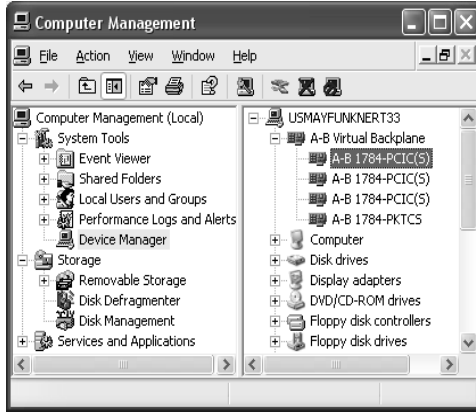 Computer Management
File Action View Window Help
Computer Management (Local)
System Tools
Event Viewer
Shared Folders
Local Users and Groups
Performance Logs and Alerts
Device Manager
Storage
Removable Storage
Disk Defragmenter
Disk Management
Services and Applications
USMAYFUNKNERT33
A-B Virtual Backplane
A-B 1784-PCIC(S)
A-B 1784-PCIC(S)
A-B 1784-PCIC(S)
A-B 1784-PKTCS
Computer
Disk drives
Display adapters
DVD/CD-ROM drives
Floppy disk controllers
Floppy disk drives